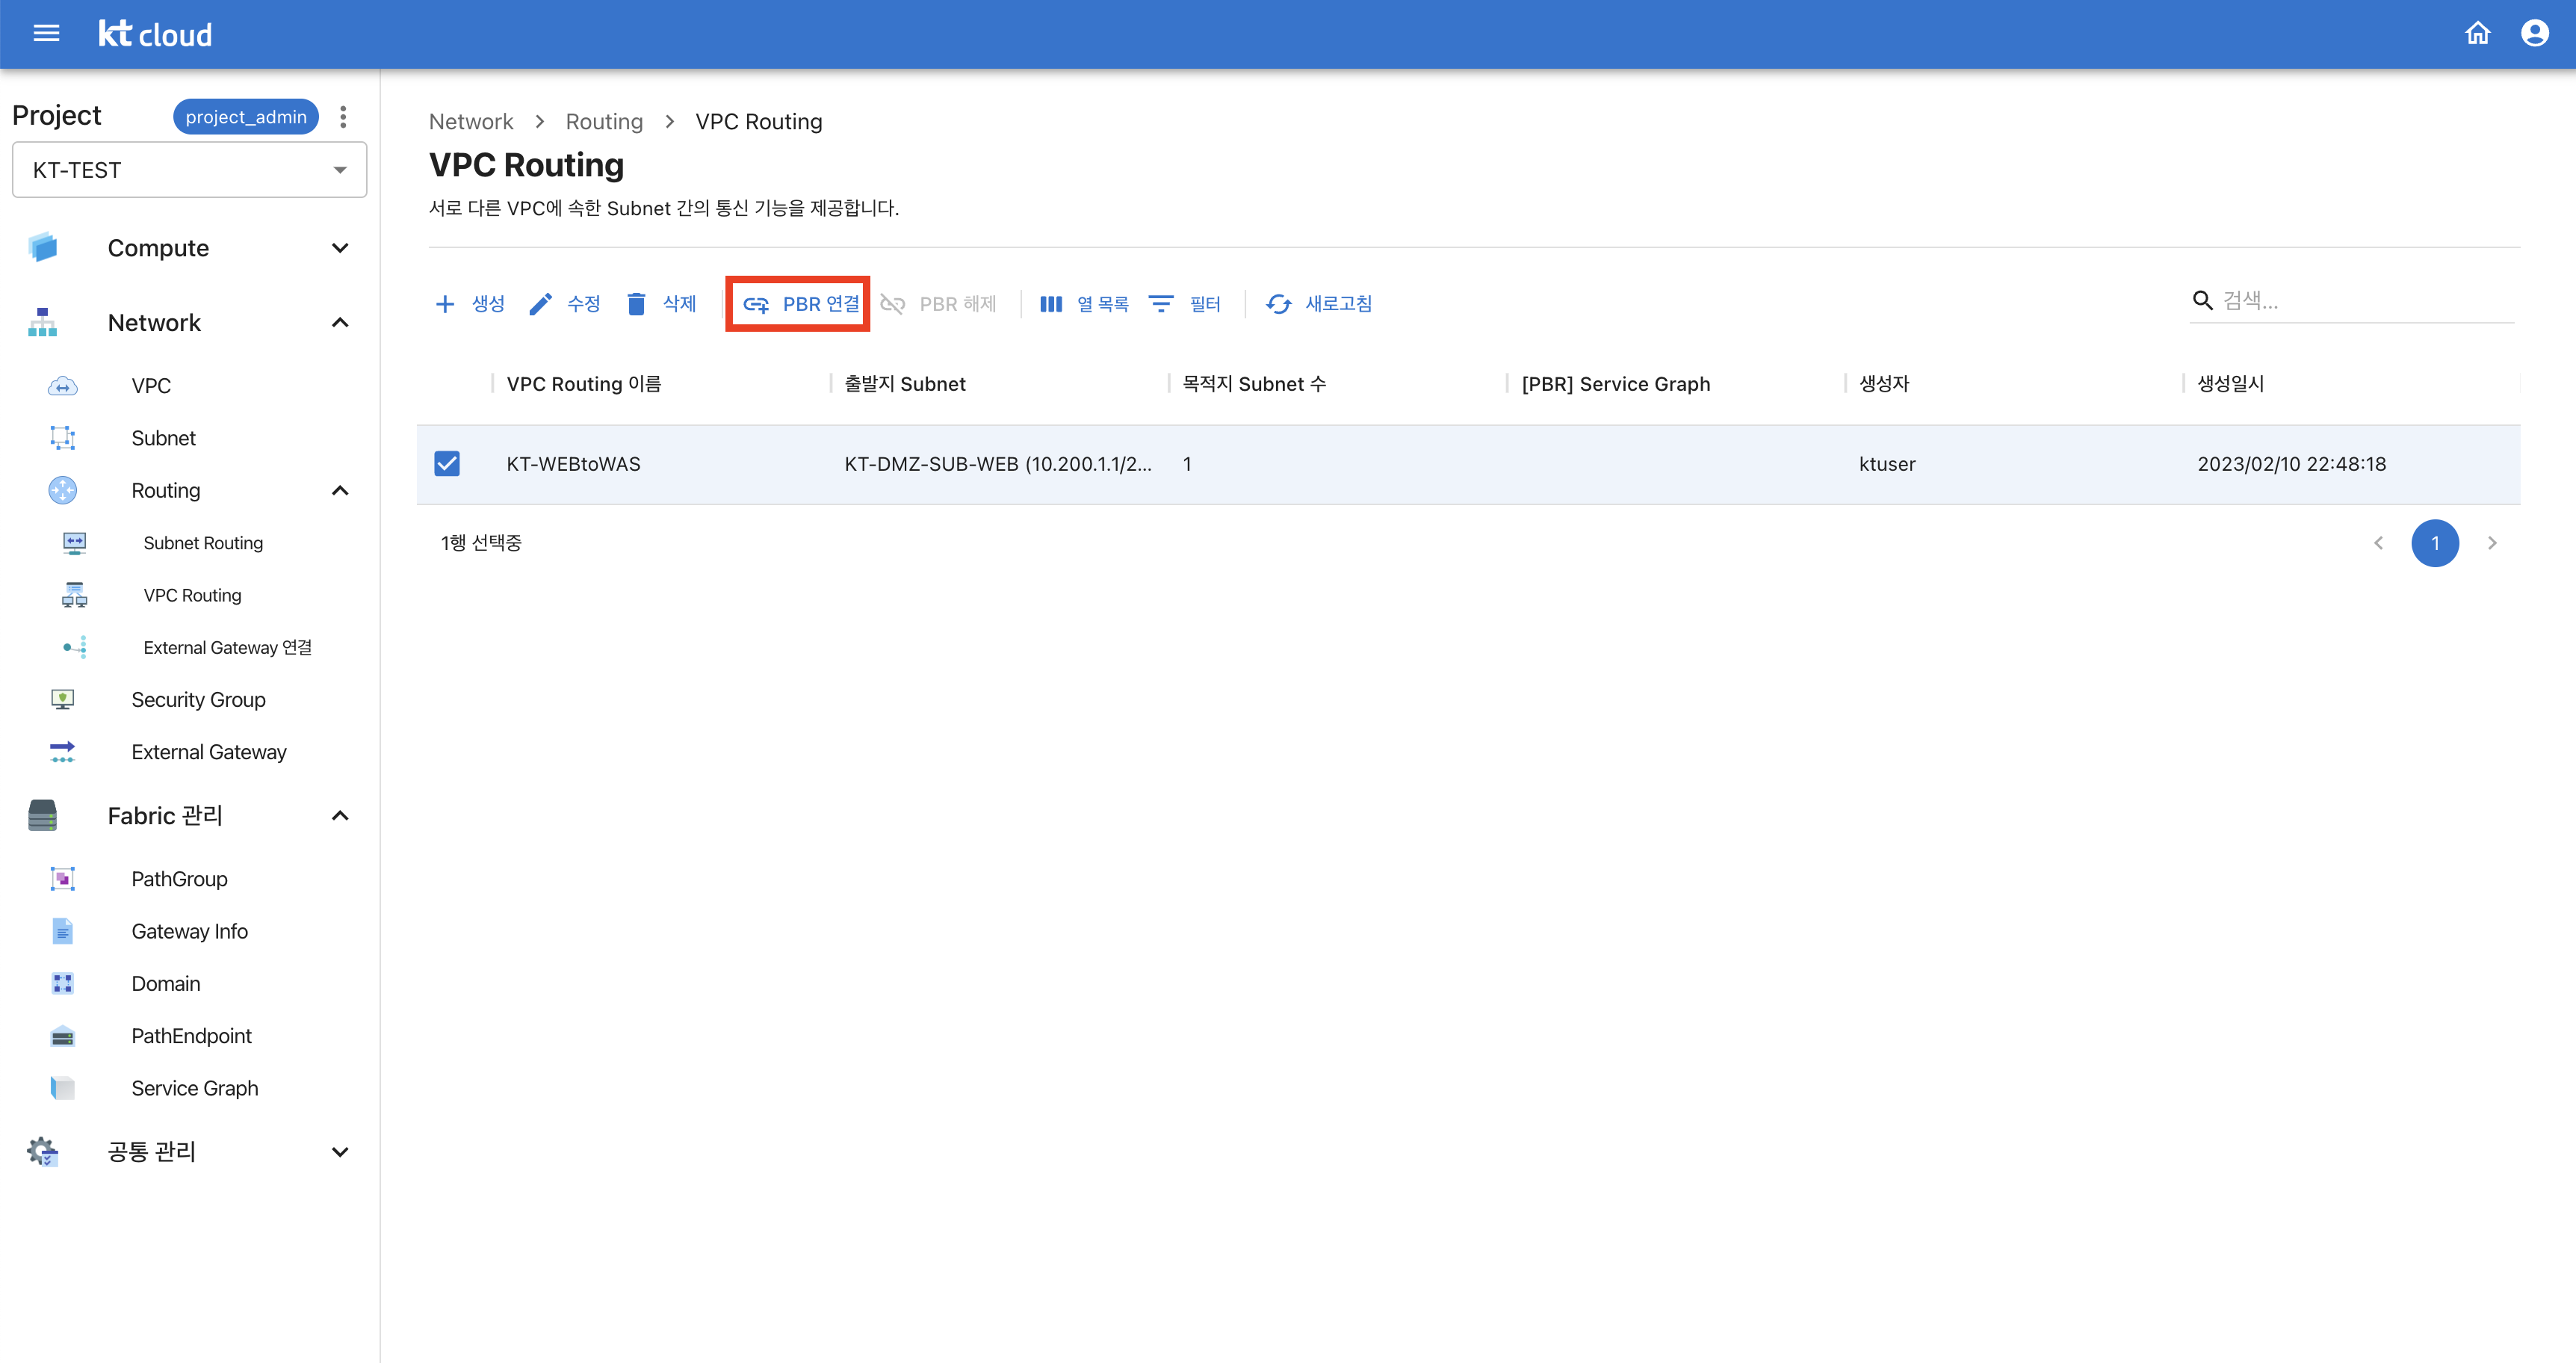 kt cloud
Project
project_admin
KT-TEST
Compute
Network
VPC
Subnet
Routing
Subnet Routing
VPC Routing
External Gateway 연결
Security Group
External Gateway
Fabric 관리
PathGroup
Gateway Info
Domain
PathEndpoint
Service Graph
공통 관리
Network > Routing > VPC Routing
VPC Routing
서로 다른 VPC에 속한 Subnet 간의 통신 기능을 제공합니다.
생성 수정 삭제 PBR 연결 PBR 해제 열 목록 필터 새로고침 검색...
VPC Routing 이름 출발지 Subnet 목적지 Subnet 수 [PBR] Service Graph 생성자 생성일시
KT-WEBtoWAS KT-DMZ-SUB-WEB (10.200.1.1/2... 1 ktuser 2023/02/10 22:48:18
1행 선택중
1